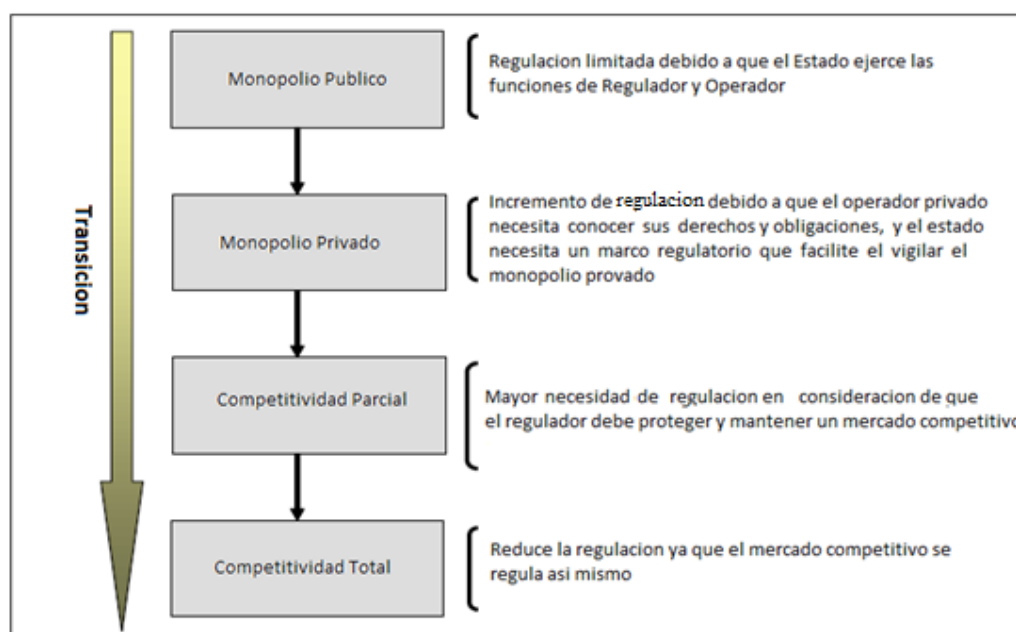 Transicion
Monopolio Publico
Regulacion limitada debido a que el Estado ejerce las
funciones de Regulador y Operador
Monopolio Privado
Incremento de regulacion debido a que el operador privado
necesita conocer sus derechos y obligaciones, y el estado
necesita un marco regulatorio que facilite el vigilar el
monopolio provado
Competitividad Parcial
Mayor necesidad de regulacion en consideracion de que
el regulador debe proteger y mantener un mercado competitivo
Competitividad Total
Reduce la regulacion ya que el mercado competitivo se
regula asi mismo